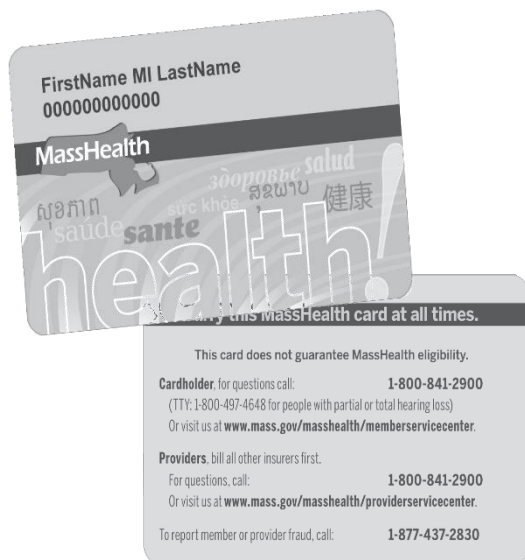 FirstName MI LastName
000000000000
MassHealth
здоровье salud
សុខភាព sức khỏe ສຸຂພາບ 健康
saúde sante
health!
this MassHealth card at all times.
This card does not guarantee MassHealth eligibility.
Cardholder, for questions call: 1-800-841-2900
(TTY: 1-800-497-4648 for people with partial or total hearing loss)
Or visit us at www.mass.gov/masshealth/memberservicecenter.
Providers, bill all other insurers first.
For questions, call: 1-800-841-2900
Or visit us at www.mass.gov/masshealth/providerservicecenter.
To report member or provider fraud, call: 1-877-437-2830